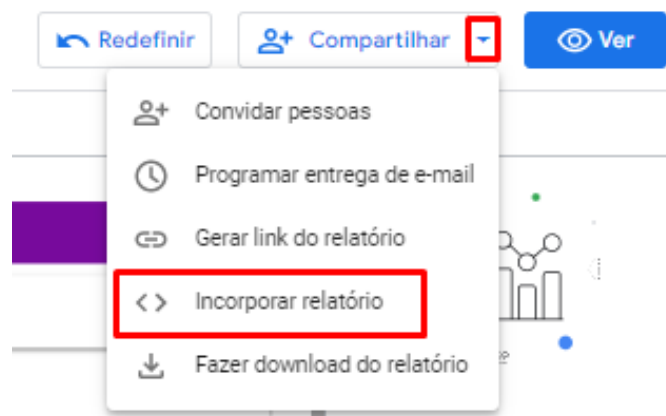 Redefinir
Compartilhar
Ver
Convidar pessoas
Programar entrega de e-mail
Gerar link do relatório
Incorporar relatório
Fazer download do relatório